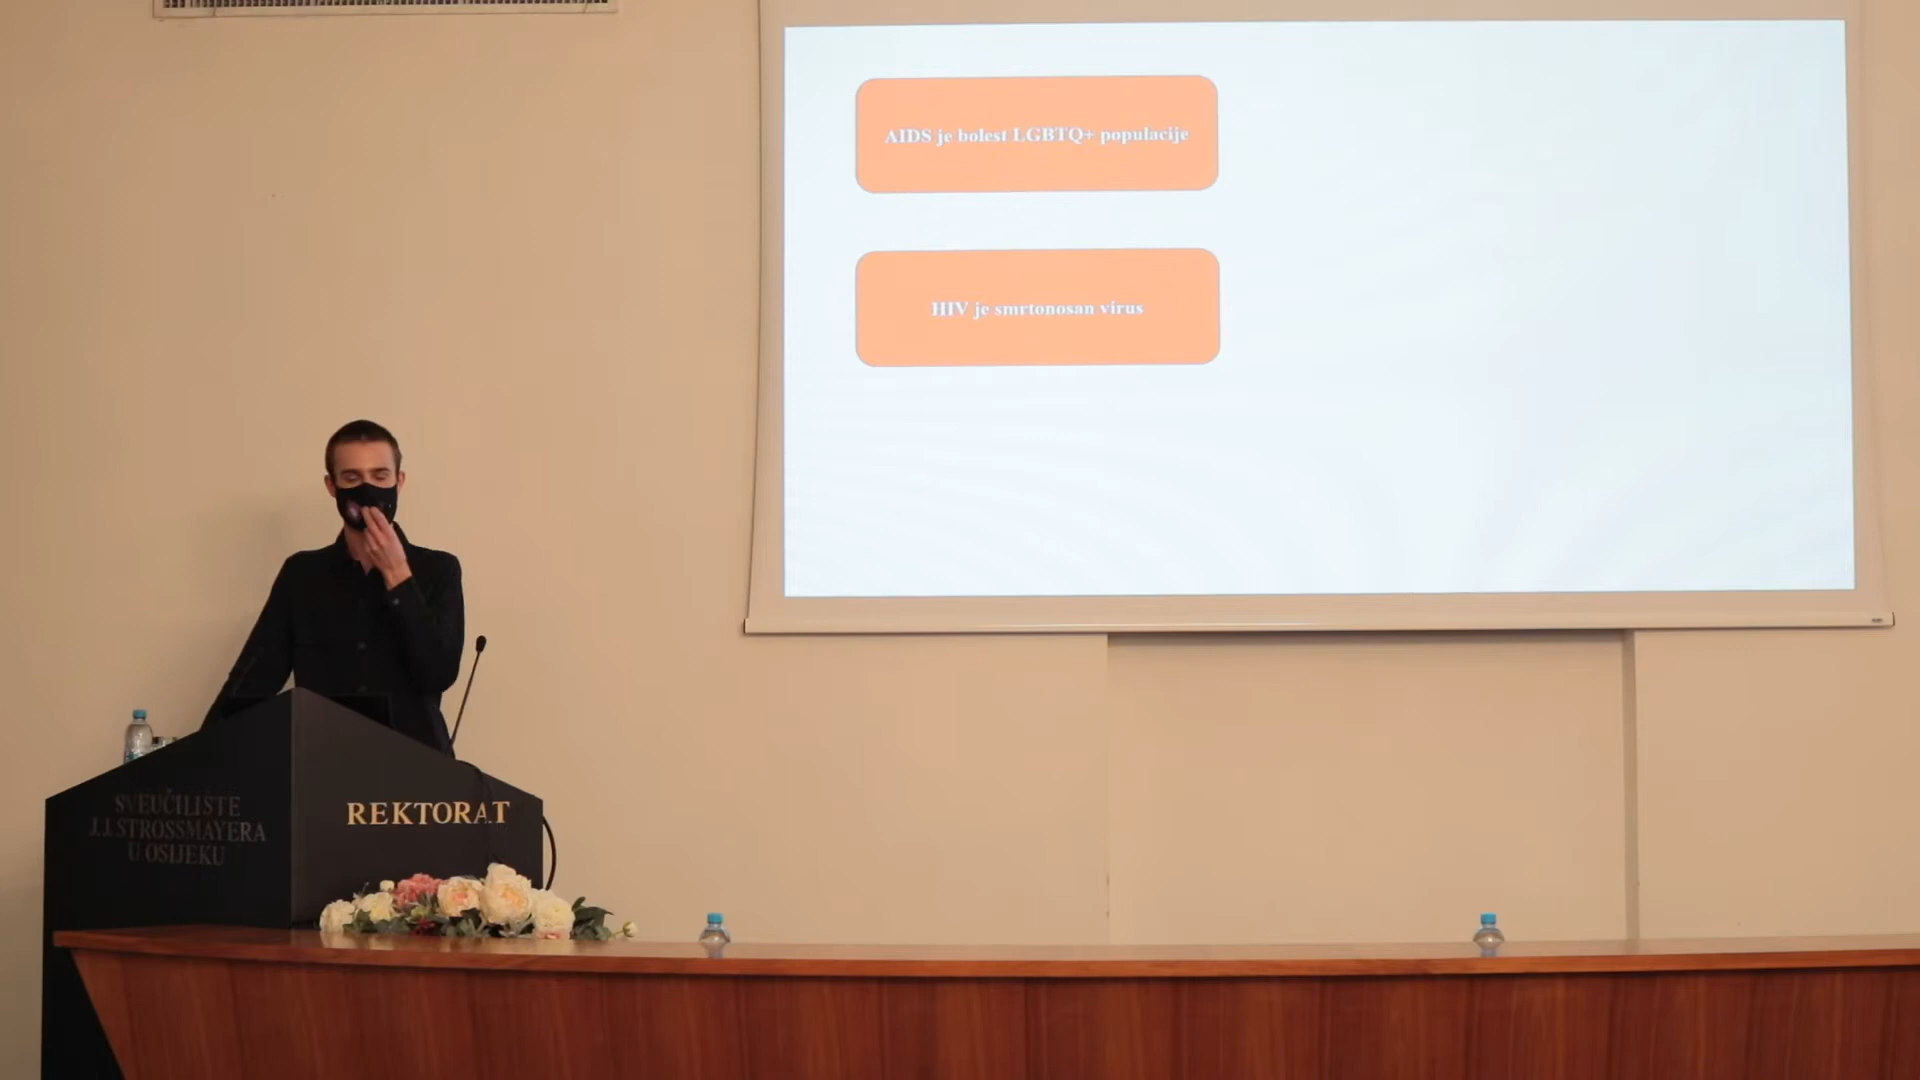 AIDS je bolest LGBTQ+ populacije
HIV je smrtonosan virus
SVEUČILIŠTE
J.J.STROSSMAYERA
U OSIJEKU
REKTORAT